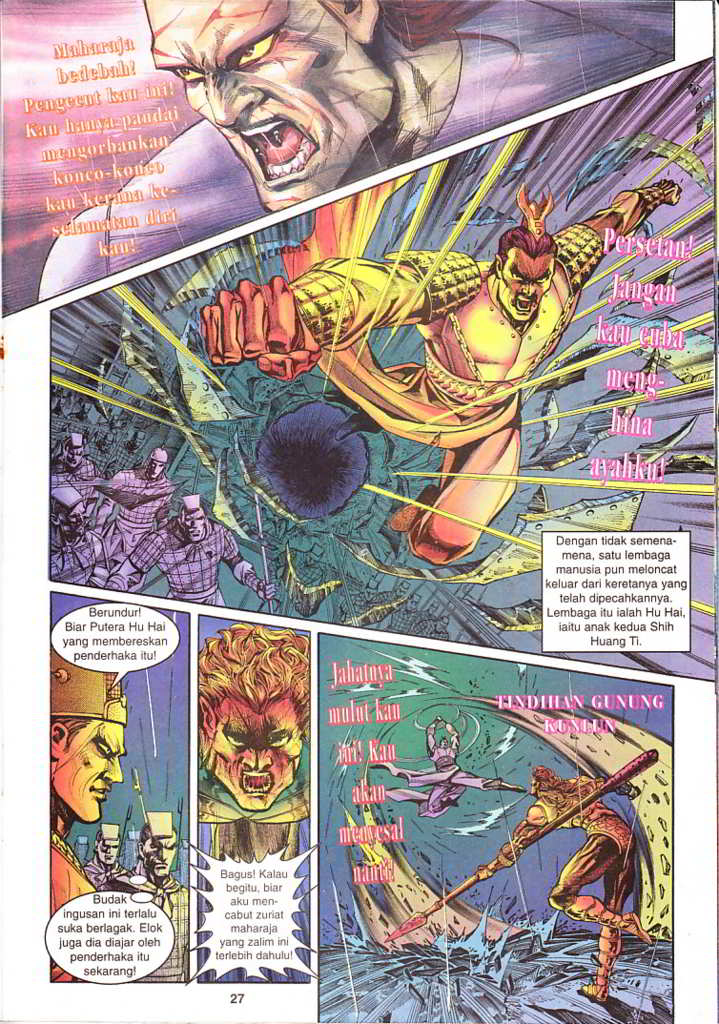 Maharaja
bedebah!
Pengecut kau ini!
Kau hanya pandai
mengorbankan
konco-konco
kau kerana ke-
selamatan diri
kau!
Persetan!
Jangan
kau cuba
meng-
hina
ayahku!
Dengan tidak semena-
mena, satu lembaga
manusia pun meloncat
keluar dari keretanya yang
telah dipecahkannya.
Lembaga itu ialah Hu Hai,
iaitu anak kedua Shih
Huang Ti.
Berundur!
Biar Putera Hu Hai
yang membereskan
penderhaka itu!
Budak
ingusan ini terlalu
suka berlagak. Elok
juga dia diajar oleh
penderhaka itu
sekarang!
Bagus! Kalau
begitu, biar
aku men-
cabut zuriat
maharaja
yang zalim ini
terlebih dahulu!
Jahatnya
mulut kau
ini! Kau
akan
menyesal
nanti!
TINDIHAN GUNUNG
KUNLUN
27